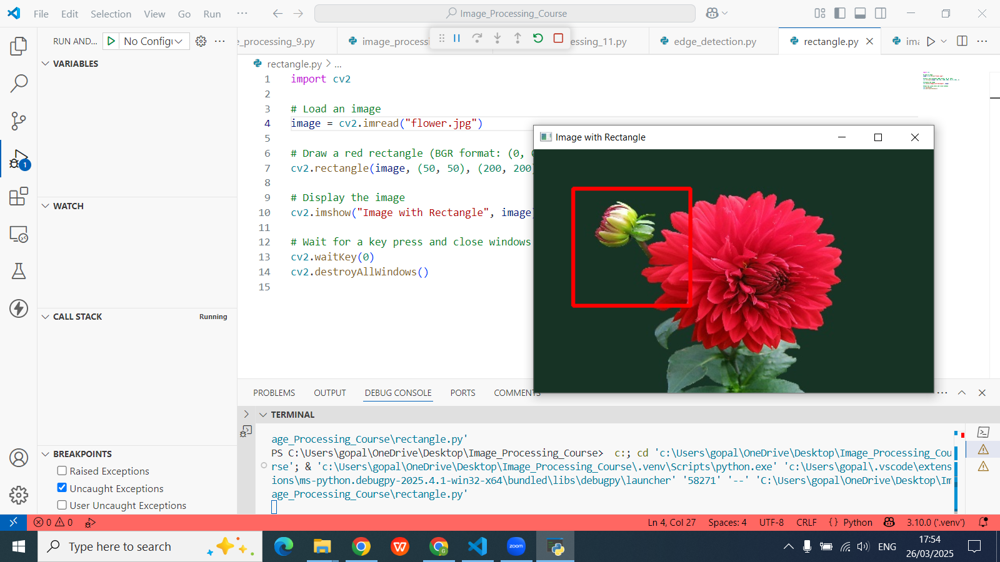 File Edit Selection View Go Run ··· Image_Processing_Course
RUN AND... No Config ···
e_processing_9.py image_process essing_11.py edge_detection.py rectangle.py ima ···
rectangle.py > ...
VARIABLES
WATCH
CALL STACK Running
BREAKPOINTS
Raised Exceptions
Uncaught Exceptions
User Uncaught Exceptions
1 import cv2
2
3 # Load an image
4 image = cv2.imread("flower.jpg")
5
6 # Draw a red rectangle (BGR format: (0,
7 cv2.rectangle(image, (50, 50), (200, 200)
8
9 # Display the image
10 cv2.imshow("Image with Rectangle", image)
11
12 # Wait for a key press and close windows
13 cv2.waitKey(0)
14 cv2.destroyAllWindows()
15
Image with Rectangle
PROBLEMS OUTPUT DEBUG CONSOLE PORTS COMMENTS ···
TERMINAL
age_Processing_Course\rectangle.py'
PS C:\Users\gopal\OneDrive\Desktop\Image_Processing_Course> c:; cd 'c:\Users\gopal\OneDrive\Desktop\Image_Processing_Cou
rse'; & 'c:\Users\gopal\OneDrive\Desktop\Image_Processing_Course\.venv\Scripts\python.exe' 'c:\Users\gopal\.vscode\extens
ions\ms-python.debugpy-2025.4.1-win32-x64\bundled\libs\debugpy\launcher' '58271' '--' 'C:\Users\gopal\OneDrive\Desktop\Im
age_Processing_Course\rectangle.py'
0 0 Ln 4, Col 27 Spaces: 4 UTF-8 CRLF {} Python 3.10.0 ('.venv')
1
Type here to search zoom ENG 17:54
26/03/2025